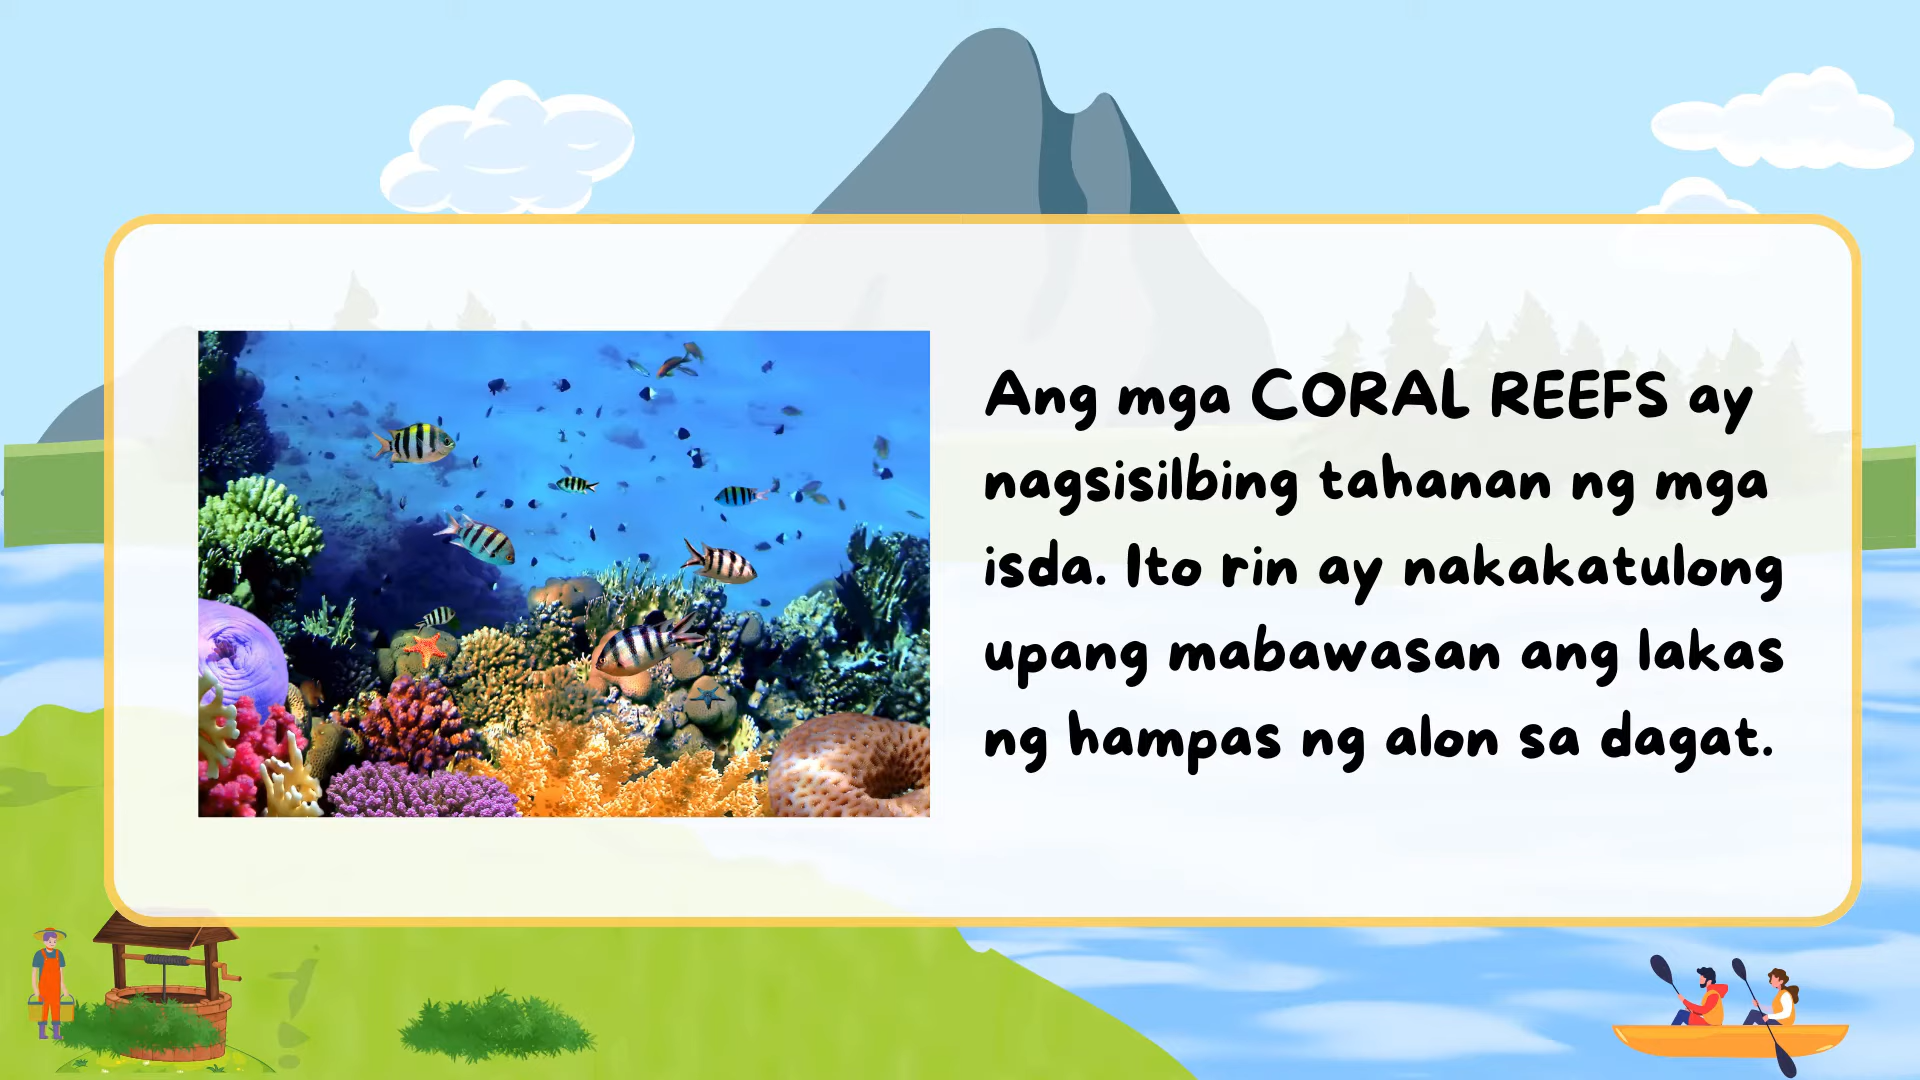 Ang mga CORAL REEFS ay
nagsisilbing tahanan ng mga
isda. Ito rin ay nakakatulong
upang mabawasan ang lakas
ng hampas ng alon sa dagat.